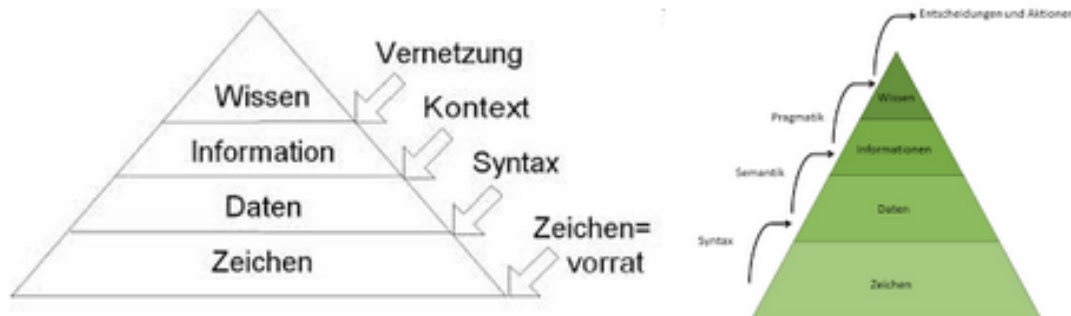 Vernetzung
Wissen
Kontext
Information
Syntax
Daten
Zeichen=
vorrat
Zeichen
Entscheidungen und Aktionen
Wissen
Pragmatik
Informationen
Semantik
Daten
Syntax
Zeichen